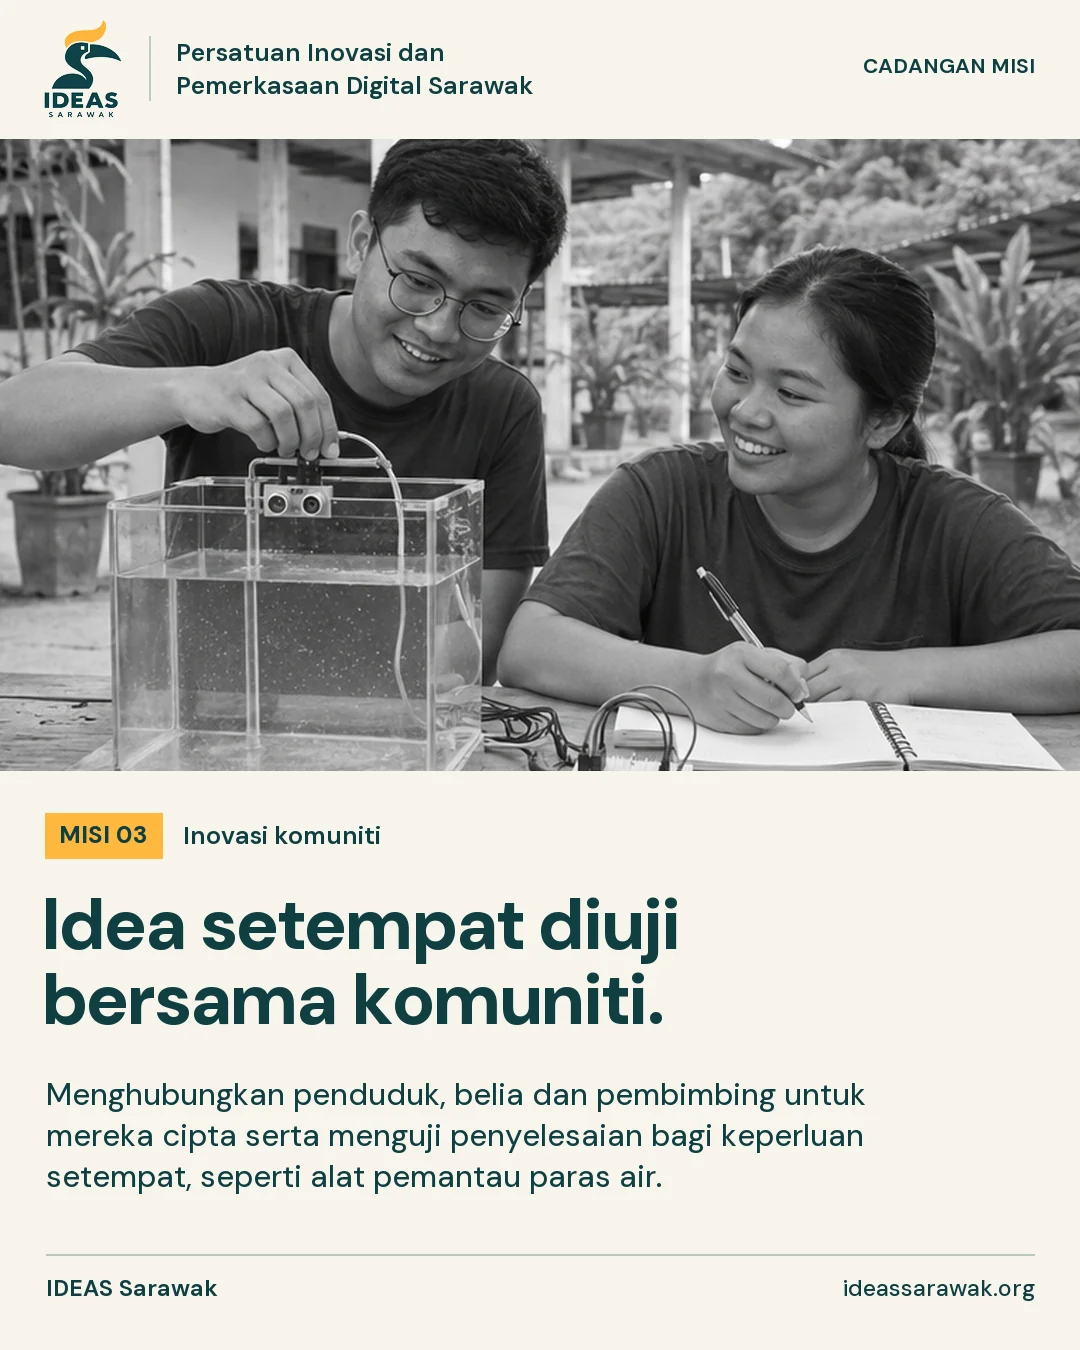 IDEAS
SARAWAK
Persatuan Inovasi dan
Pemerkasaan Digital Sarawak
CADANGAN MISI
MISI 03
Inovasi komuniti
Idea setempat diuji
bersama komuniti.
Menghubungkan penduduk, belia dan pembimbing untuk
mereka cipta serta menguji penyelesaian bagi keperluan
setempat, seperti alat pemantau paras air.
IDEAS Sarawak
ideassarawak.org